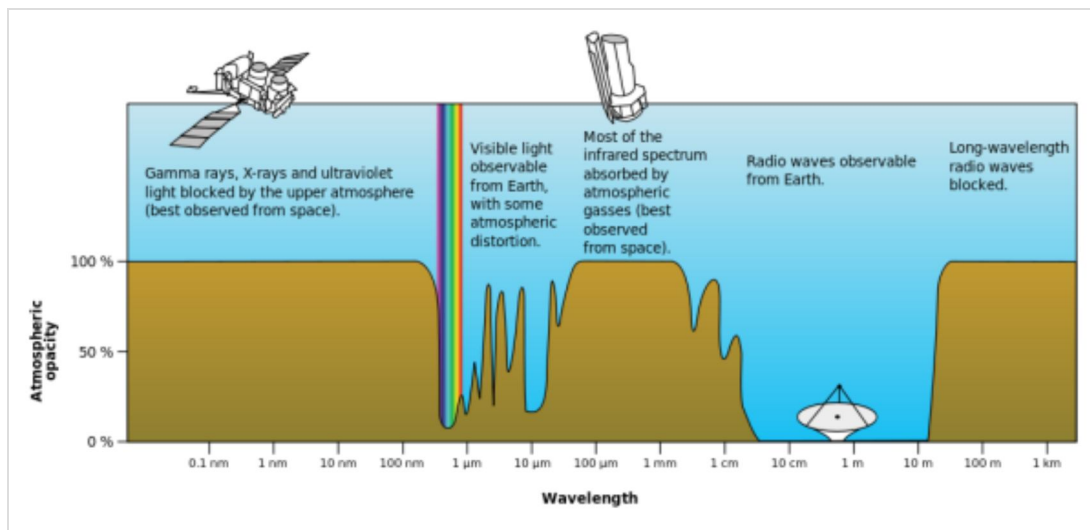 Gamma rays, X-rays and ultraviolet
light blocked by the upper atmosphere
(best observed from space).
Visible light
observable
from Earth,
with some
atmospheric
distortion.
Most of the
infrared spectrum
absorbed by
atmospheric
gasses (best
observed
from space).
Radio waves observable
from Earth.
Long-wavelength
radio waves
blocked.
Atmospheric
opacity
100 %
50 %
0 %
0.1 nm
1 nm
10 nm
100 nm
1 µm
10 µm
100 µm
1 mm
1 cm
10 cm
1 m
10 m
100 m
1 km
Wavelength